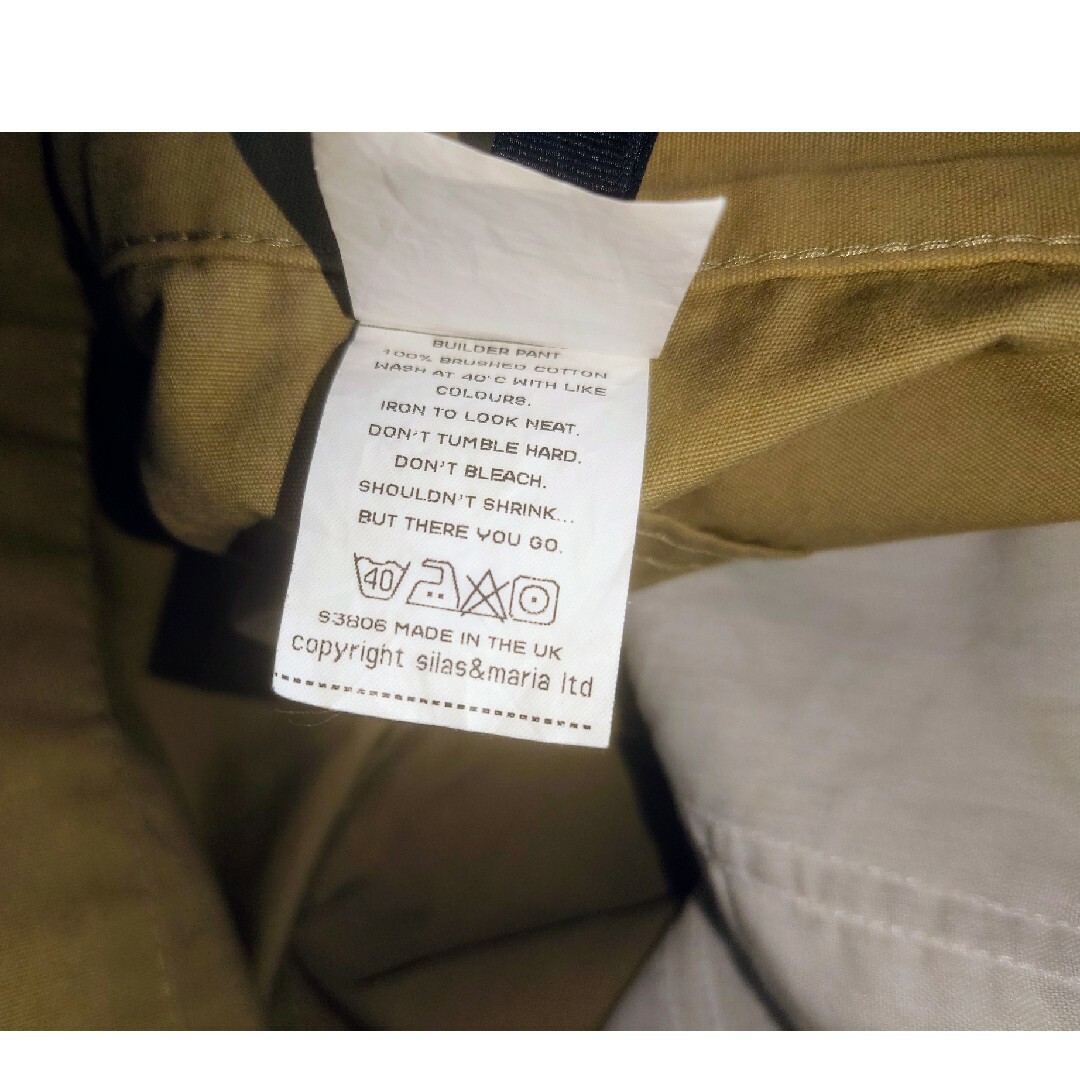 BUILDER PANT
100% BRUSHED COTTON
WASH AT 40°C WITH LIKE
COLOURS.
IRON TO LOOK NEAT.
DON'T TUMBLE HARD.
DON'T BLEACH.
SHOULDN'T SHRINK...
BUT THERE YOU GO.
40
S3806 MADE IN THE UK
copyright silas&maria ltd